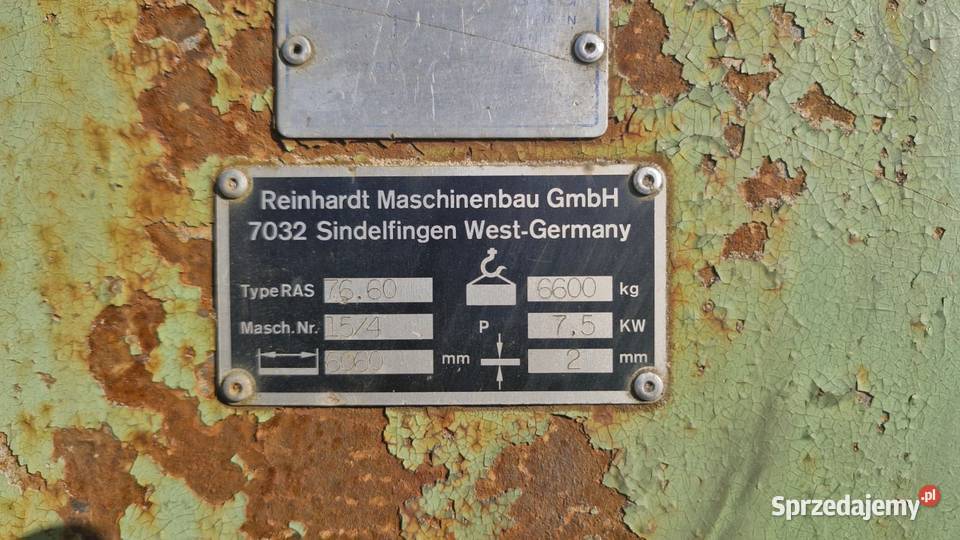 Reinhardt Maschinenbau GmbH
7032 Sindelfingen West-Germany
Type RAS 76.60 6600 kg
Masch.Nr. 15/4 P 7,5 KW
mm 2 mm
Sprzedajemy.pl